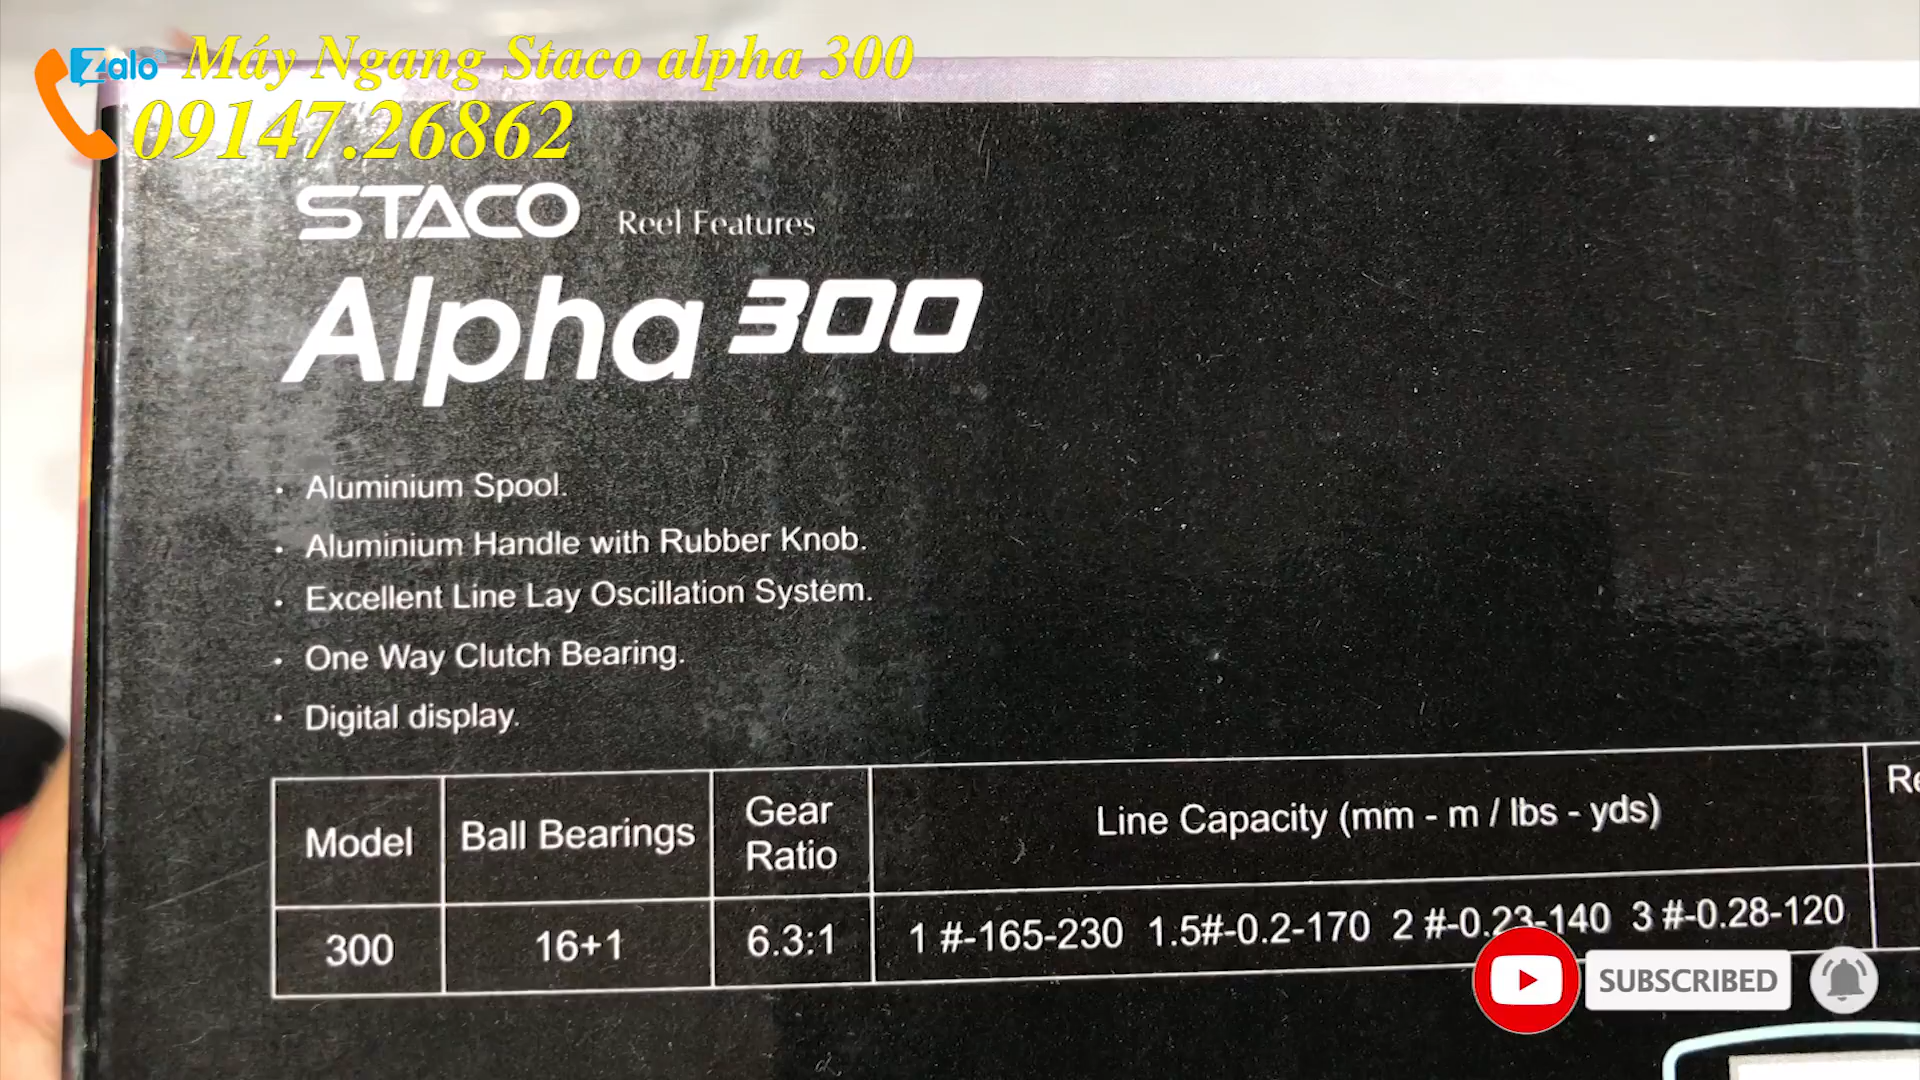 Zalo Máy Ngang Staco alpha 300
09147.26862
STACO Reel Features
Alpha 300
· Aluminium Spool.
· Aluminium Handle with Rubber Knob.
· Excellent Line Lay Oscillation System.
· One Way Clutch Bearing.
· Digital display.
Model Ball Bearings Gear Ratio Line Capacity (mm - m / lbs - yds)
300 16+1 6.3:1 1 #-165-230 1.5#-0.2-170 2 #-0.23-140 3 #-0.28-120
SUBSCRIBED